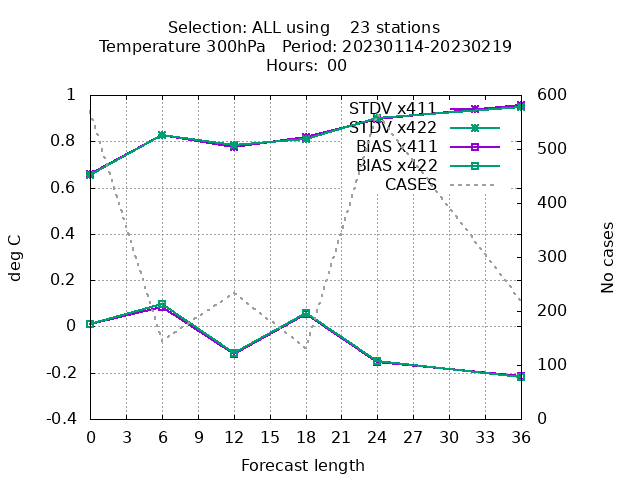 Selection: ALL using    23 stations
Temperature 300hPa   Period: 20230114-20230219
Hours:  00
STDV x411
STDV x422
BIAS x411
BIAS x422
CASES
deg C
1
0.8
0.6
0.4
0.2
0
-0.2
-0.4
600
500
400
300
200
100
0
No cases
0 3 6 9 12 15 18 21 24 27 30 33 36
Forecast length